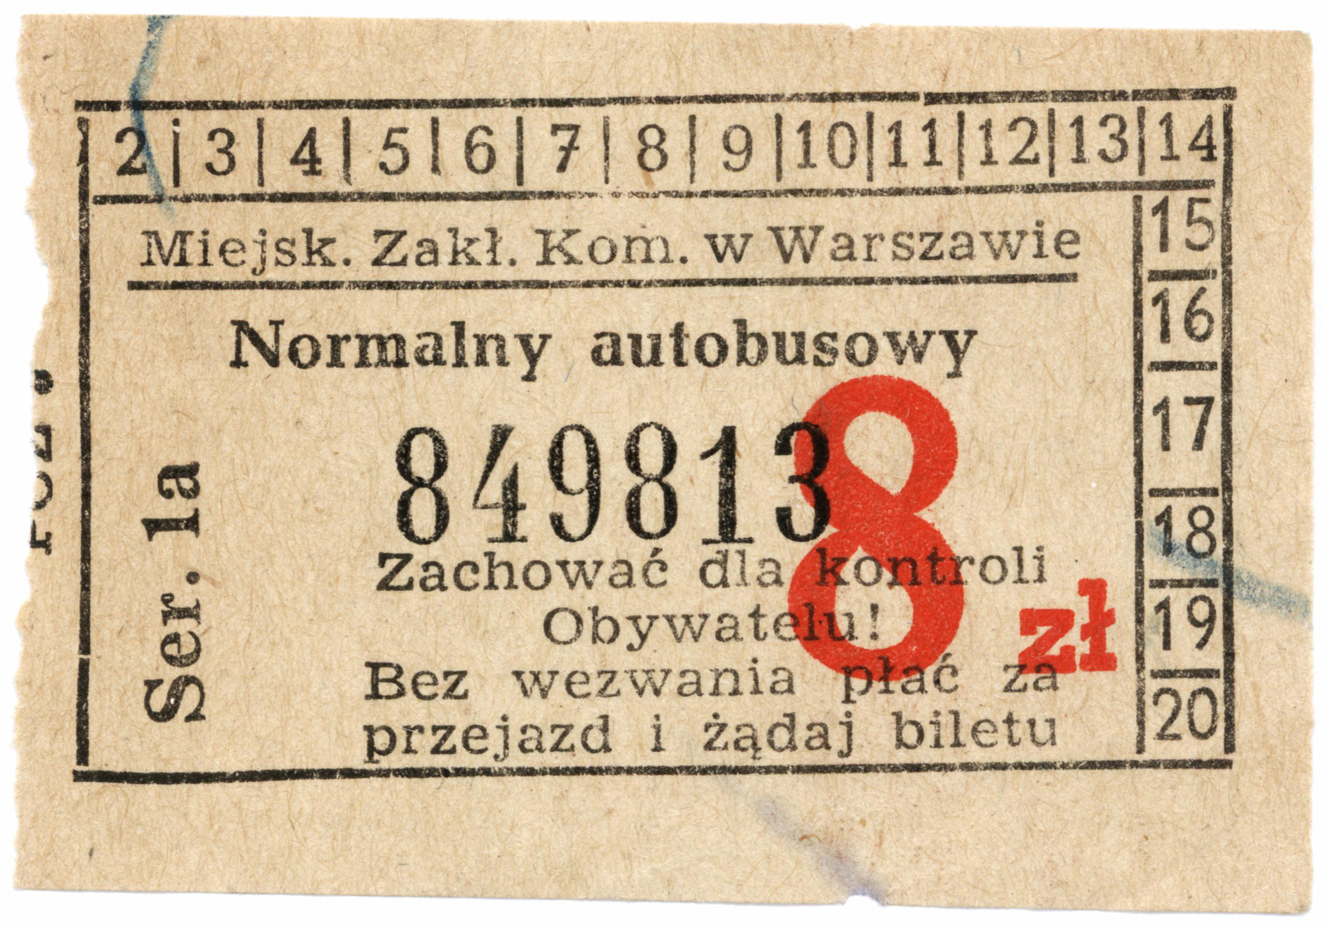 2 | 3 | 4 | 5 | 6 | 7 | 8 | 9 | 10 | 11 | 12 | 13 | 14
15
16
17
18
19
20
Miejsk. Zakł. Kom. w Warszawie
Normalny autobusowy
849813
8 zł
Ser. 1a
Zachować dla kontroli
Obywatelu!
Bez wezwania płać za
przejazd i żądaj biletu